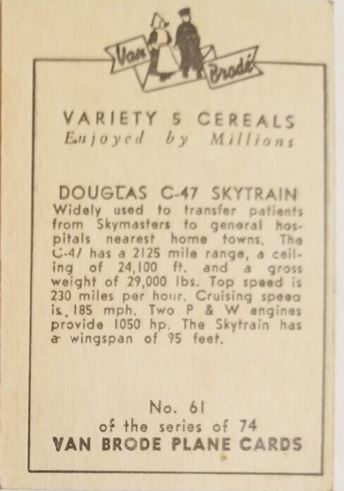 Van Brode
VARIETY 5 CEREALS
Enjoyed by Millions
DOUGLAS C-47 SKYTRAIN
Widely used to transfer patients
from Skymasters to general hos-
pitals nearest home towns. The
C-47 has a 2125 mile range, a ceil-
ing of 24,100 ft. and a gross
weight of 29,000 lbs. Top speed is
230 miles per hour. Cruising speed
is 185 mph. Two P & W engines
provide 1050 hp. The Skytrain has
a wingspan of 95 feet.
No. 61
of the series of 74
VAN BRODE PLANE CARDS